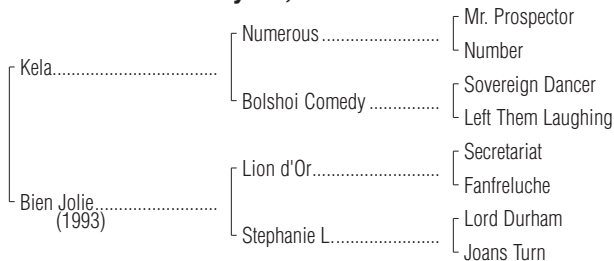 Mr. Prospector
Numerous........................
Number
Kela.................................
Sovereign Dancer
Bolshoi Comedy..............
Left Them Laughing
Secretariat
Lion d'Or.........................
Fanfreluche
Bien Jolie.........................
(1993)
Lord Durham
Stephanie L......................
Joans Turn